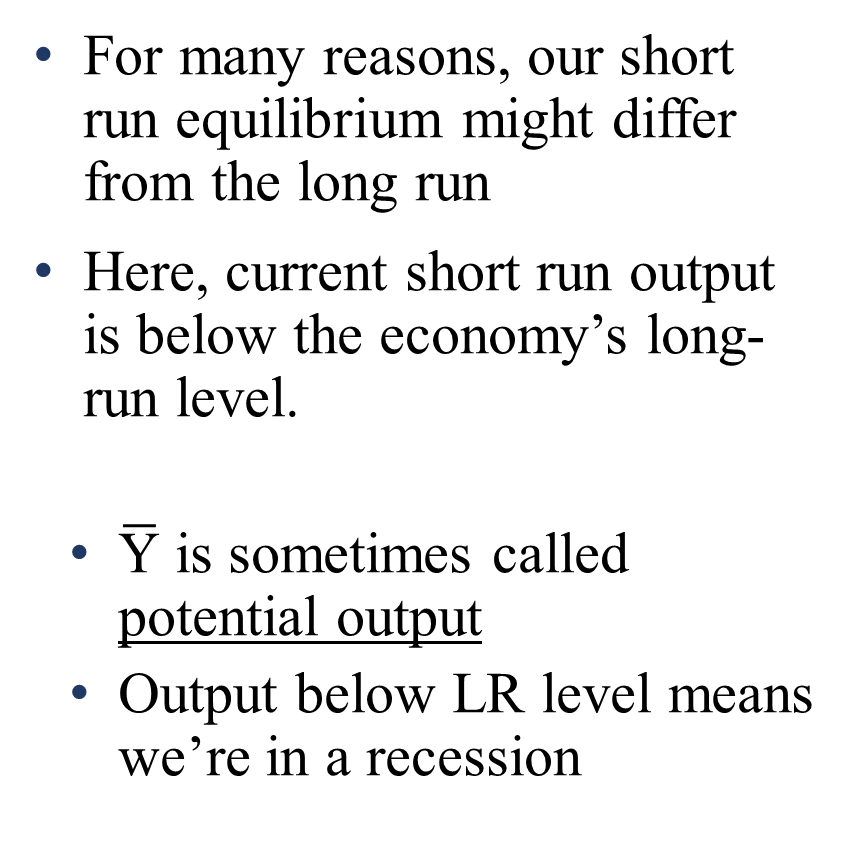 • For many reasons, our short
run equilibrium might differ
from the long run
• Here, current short run output
is below the economy’s long-
run level.
• Y̅ is sometimes called
potential output
• Output below LR level means
we’re in a recession